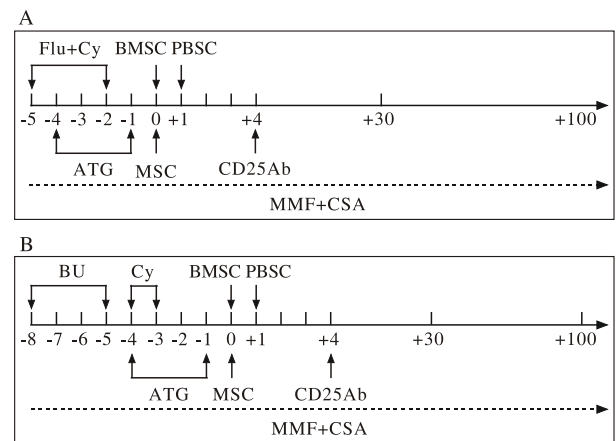 A
Flu+Cy BMSC PBSC
-5 -4 -3 -2 -1 0 +1 +4 +30 +100
ATG MSC CD25Ab
MMF+CSA
B
BU Cy BMSC PBSC
-8 -7 -6 -5 -4 -3 -2 -1 0 +1 +4 +30 +100
ATG MSC CD25Ab
MMF+CSA